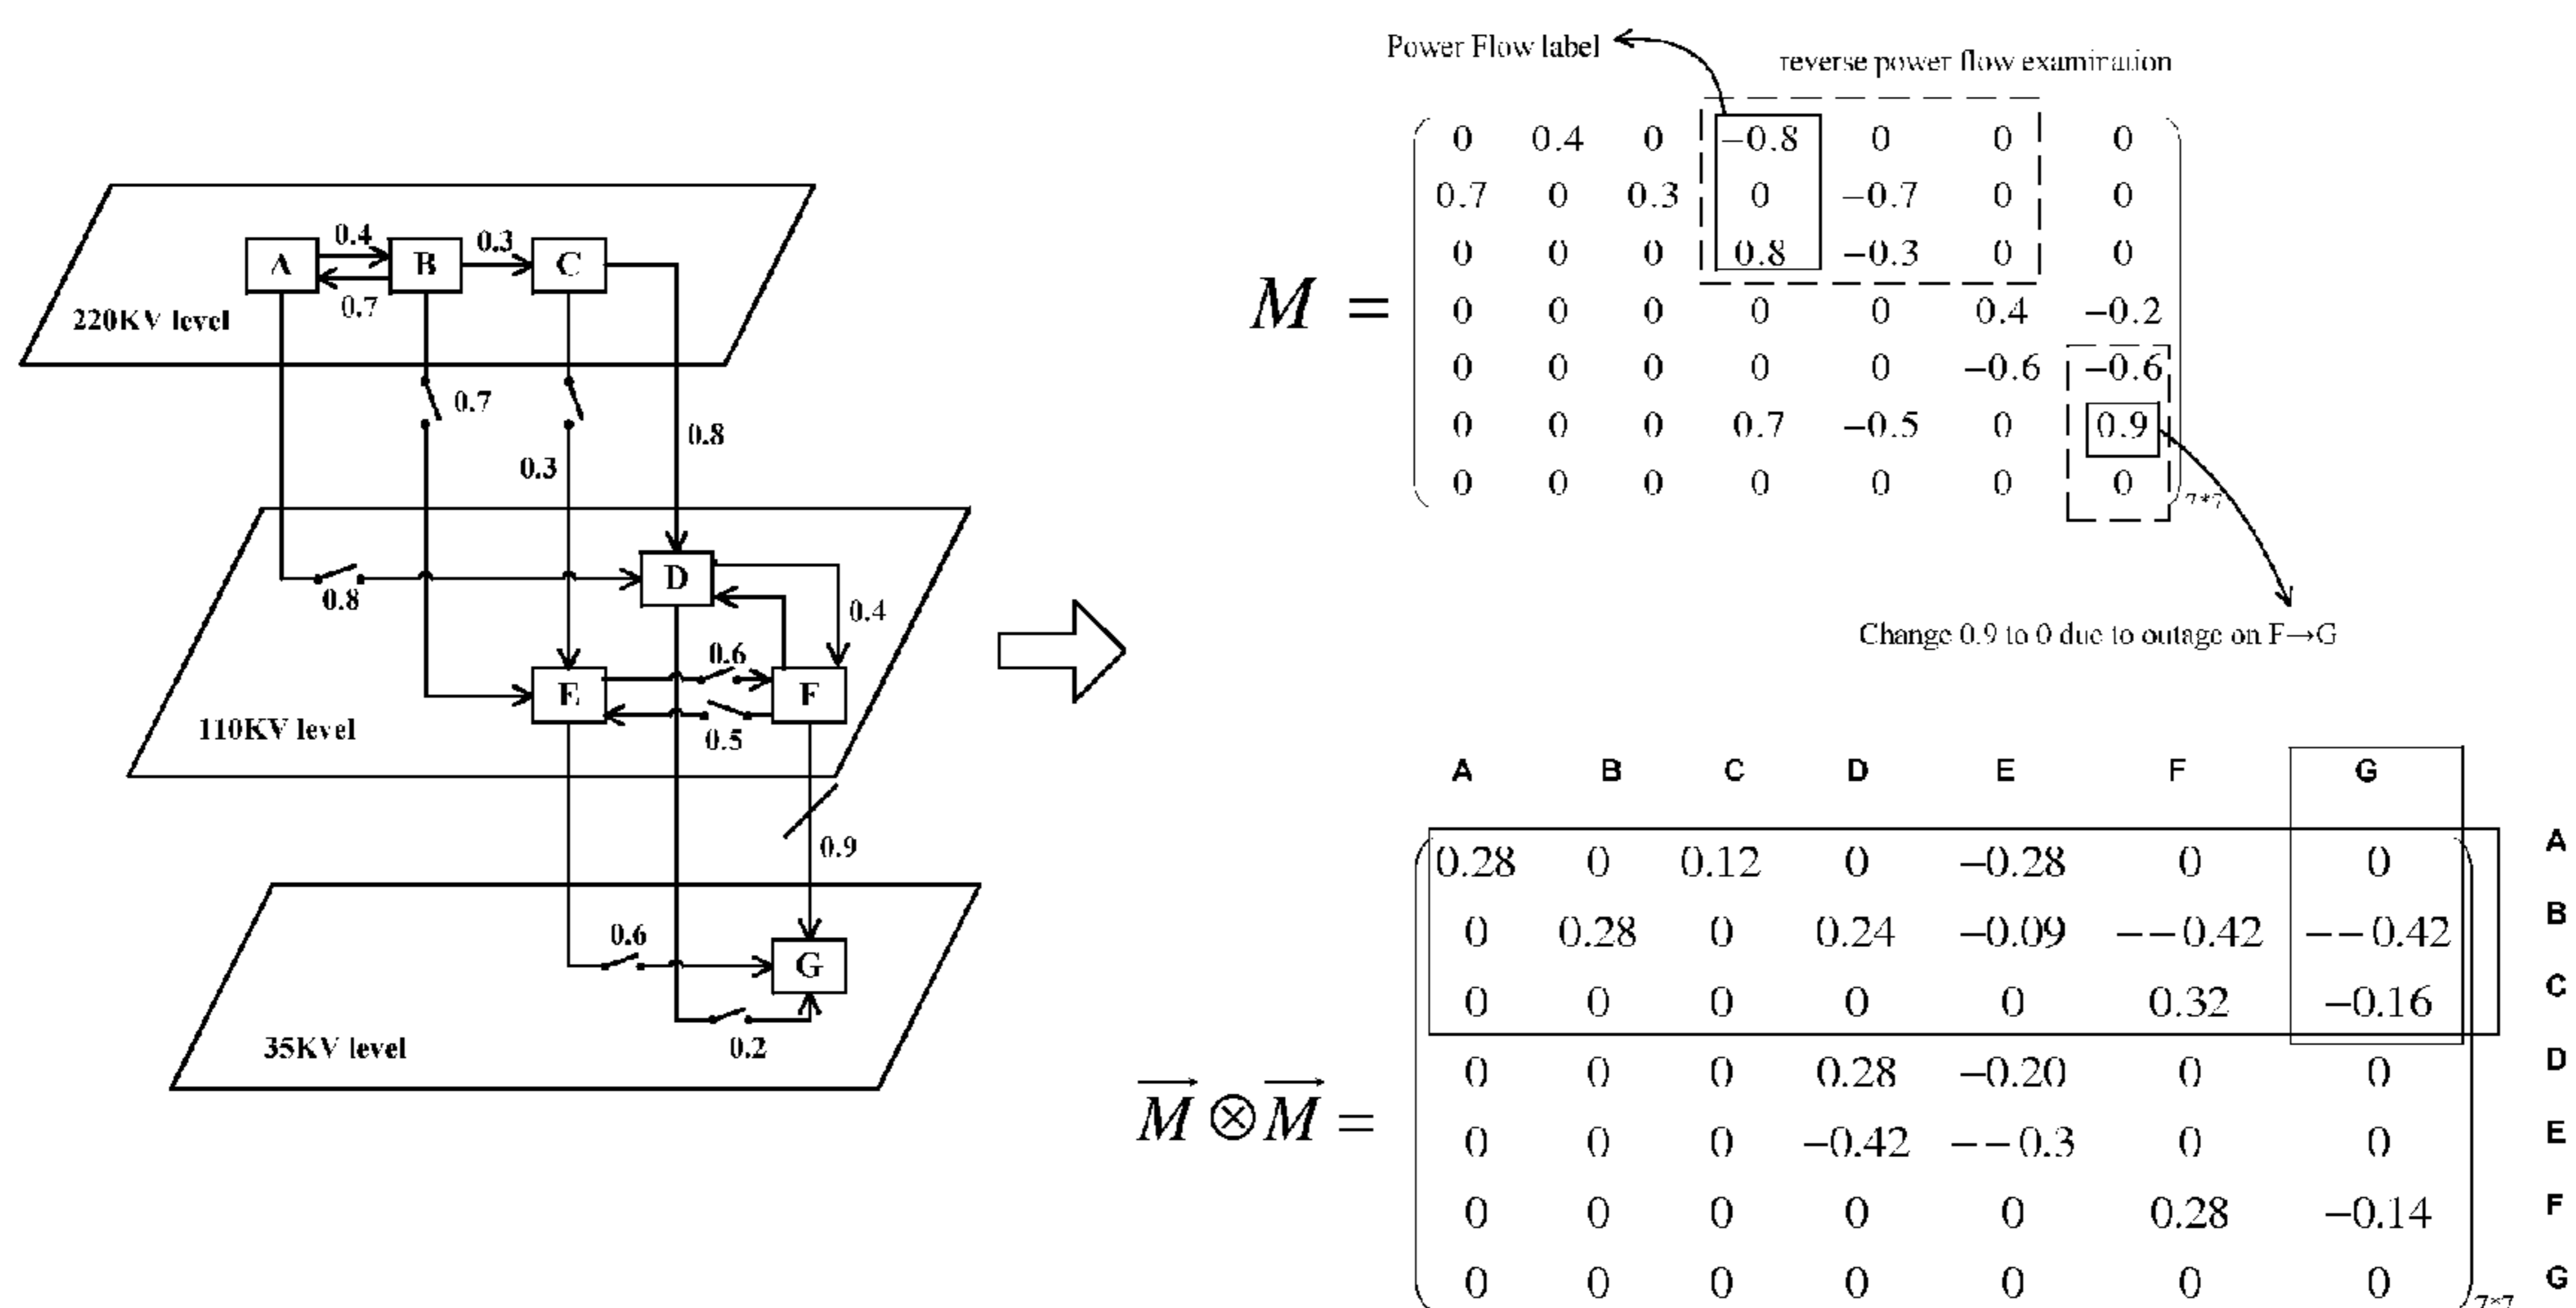 Power Flow label
reverse power flow examination
M =
0 0.4 0 −0.8 0 0 0
0.7 0 0.3 0 −0.7 0 0
0 0 0 0.8 −0.3 0 0
0 0 0 0 0 0.4 −0.2
0 0 0 0 0 −0.6 −0.6
0 0 0 0.7 −0.5 0 0.9
0 0 0 0 0 0 0
7*7
Change 0.9 to 0 due to outage on F→G
A 0.4 B 0.3 C
0.7
220KV level
0.7
0.8
0.3
D
0.8
0.4
0.6
E F
0.5
110KV level
0.9
0.6
G
0.2
35KV level
A B C D E F G
0.28 0 0.12 0 −0.28 0 0 A
0 0.28 0 0.24 −0.09 −−0.42 −−0.42 B
0 0 0 0 0 0.32 −0.16 C
0 0 0 0.28 −0.20 0 0 D
M ⊗ M =
0 0 0 −0.42 −−0.3 0 0 E
0 0 0 0 0 0.28 −0.14 F
0 0 0 0 0 0 0 G
7*7